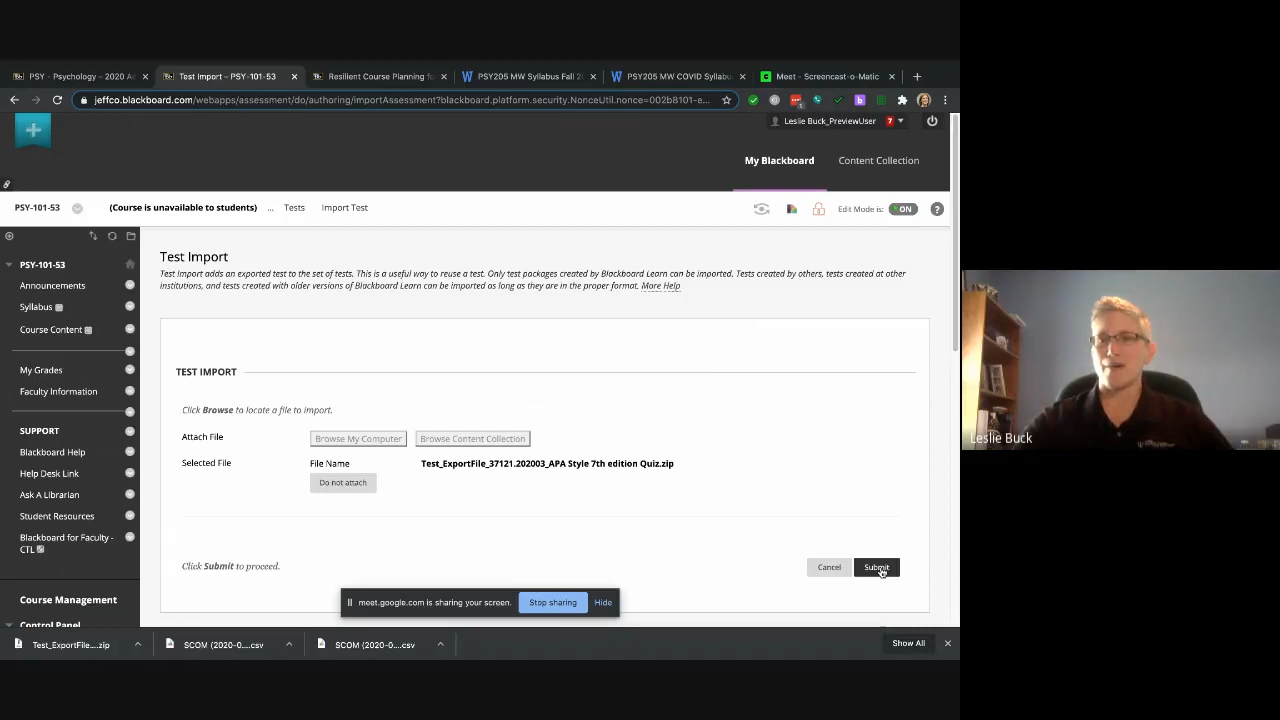 PSY - Psychology – 2020 Ac
Test Import – PSY-101-53
Resilient Course Planning for
PSY205 MW Syllabus Fall 2
PSY205 MW COVID Syllabu
Meet - Screencast-o-Matic
jeffco.blackboard.com/webapps/assessment/do/authoring/importAssessment?blackboard.platform.security.NonceUtil.nonce=002b8101-e...
Leslie Buck_PreviewUser 7
My Blackboard
Content Collection
PSY-101-53
(Course is unavailable to students)
...
Tests
Import Test
Edit Mode is: ON
?
PSY-101-53
Announcements
Syllabus
Course Content
My Grades
Faculty Information
SUPPORT
Blackboard Help
Help Desk Link
Ask A Librarian
Student Resources
Blackboard for Faculty -
CTL
Course Management
Control Panel
Test Import
Test Import adds an exported test to the set of tests. This is a useful way to reuse a test. Only test packages created by Blackboard Learn can be imported. Tests created by others, tests created at other
institutions, and tests created with older versions of Blackboard Learn can be imported as long as they are in the proper format. More Help
TEST IMPORT
Click Browse to locate a file to import.
Attach File
Browse My Computer
Browse Content Collection
Selected File
File Name
Test_ExportFile_37121.202003_APA Style 7th edition Quiz.zip
Do not attach
Click Submit to proceed.
Cancel
Submit
meet.google.com is sharing your screen.
Stop sharing
Hide
Test_ExportFile....zip
SCOM (2020-0....csv
SCOM (2020-0....csv
Show All
Leslie Buck